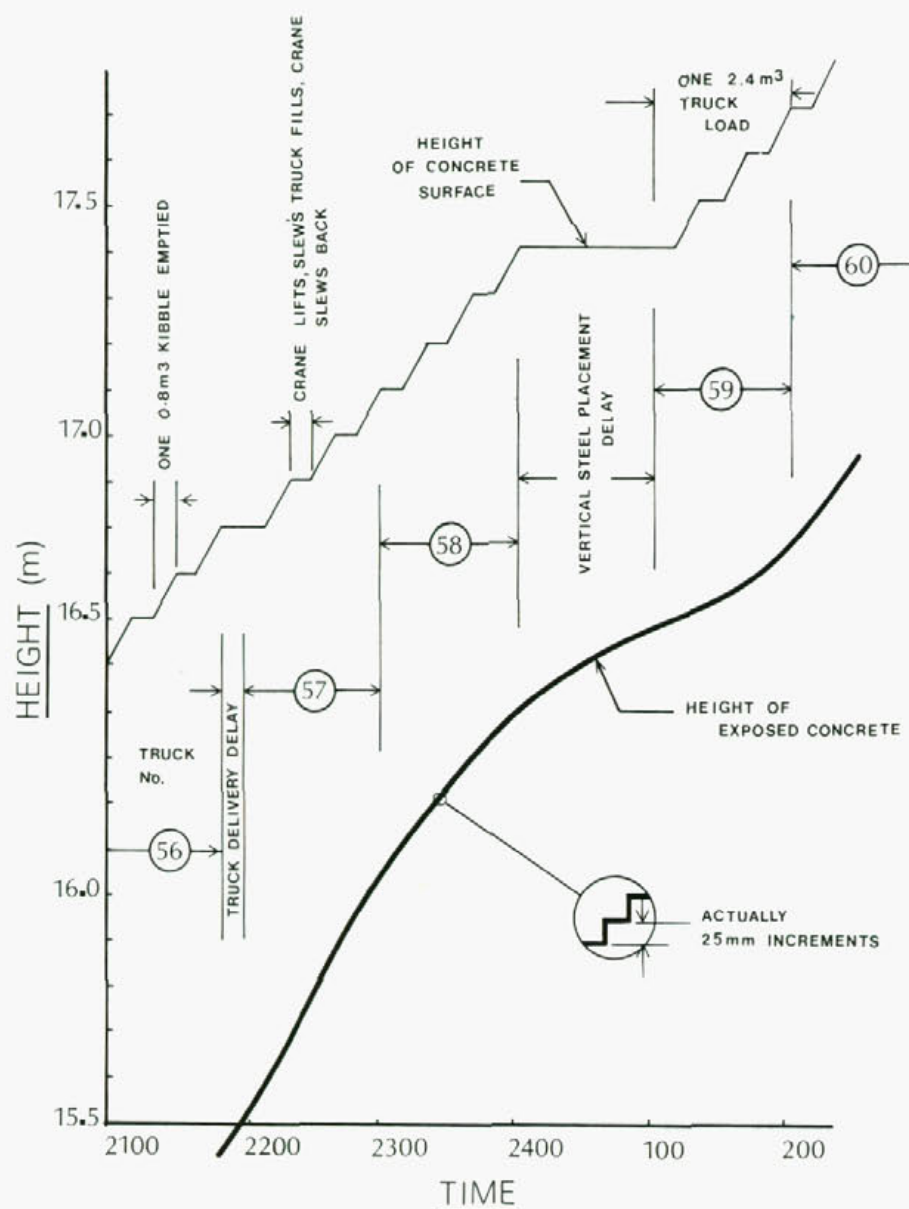 ONE 0.8m3 KIBBLE EMPTIED
CRANE LIFTS, SLEWS TRUCK FILLS, CRANE
SLEWS BACK
HEIGHT
OF CONCRETE
SURFACE
ONE 2.4m³
TRUCK
LOAD
17.5
17.0
16.5
16.0
15.5
HEIGHT (m)
60
59
58
57
56
VERTICAL STEEL PLACEMENT
DELAY
TRUCK
No.
TRUCK DELIVERY DELAY
HEIGHT OF
EXPOSED CONCRETE
ACTUALLY
25mm INCREMENTS
2100 2200 2300 2400 100 200
TIME